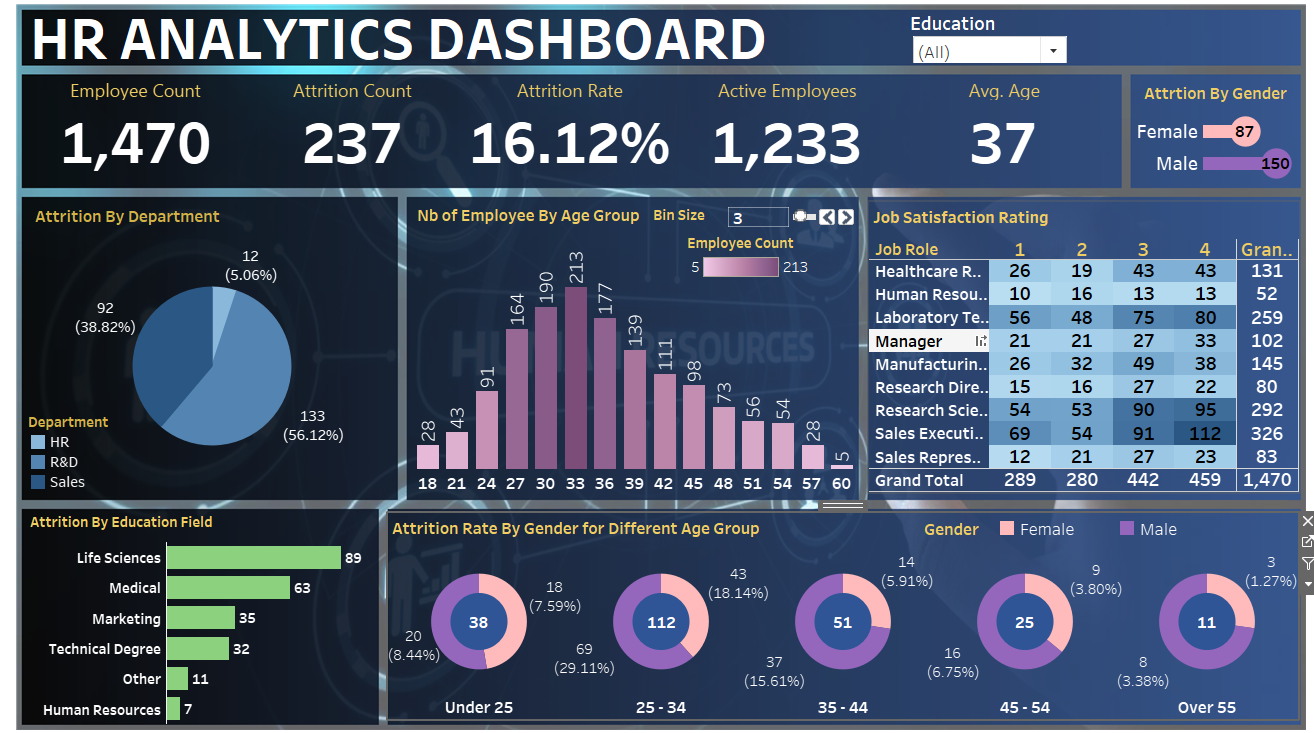 HR ANALYTICS DASHBOARD
Education
(All)
Employee Count
1,470
Attrition Count
237
Attrition Rate
16.12%
Active Employees
1,233
Avg. Age
37
Attrtion By Gender
Female 87
Male 150
Attrition By Department
12
(5.06%)
92
(38.82%)
133
(56.12%)
Department
HR
R&D
Sales
Nb of Employee By Age Group
Bin Size
3
Employee Count
5 213
28 43 91 164 190 213 177 139 111 98 73 56 54 28 5
18 21 24 27 30 33 36 39 42 45 48 51 54 57 60
HUMAN RESOURCES
Job Satisfaction Rating
Job Role 1 2 3 4 Gran..
Healthcare R.. 26 19 43 43 131
Human Resou.. 10 16 13 13 52
Laboratory Te.. 56 48 75 80 259
Manager 21 21 27 33 102
Manufacturin.. 26 32 49 38 145
Research Dire.. 15 16 27 22 80
Research Scie.. 54 53 90 95 292
Sales Executi.. 69 54 91 112 326
Sales Repres.. 12 21 27 23 83
Grand Total 289 280 442 459 1,470
Attrition By Education Field
Life Sciences 89
Medical 63
Marketing 35
Technical Degree 32
Other 11
Human Resources 7
Attrition Rate By Gender for Different Age Group
Gender
Female
Male
18
(7.59%)
38
20
(8.44%)
Under 25
43
(18.14%)
112
69
(29.11%)
25 - 34
14
(5.91%)
51
37
(15.61%)
35 - 44
9
(3.80%)
25
16
(6.75%)
45 - 54
3
(1.27%)
11
8
(3.38%)
Over 55